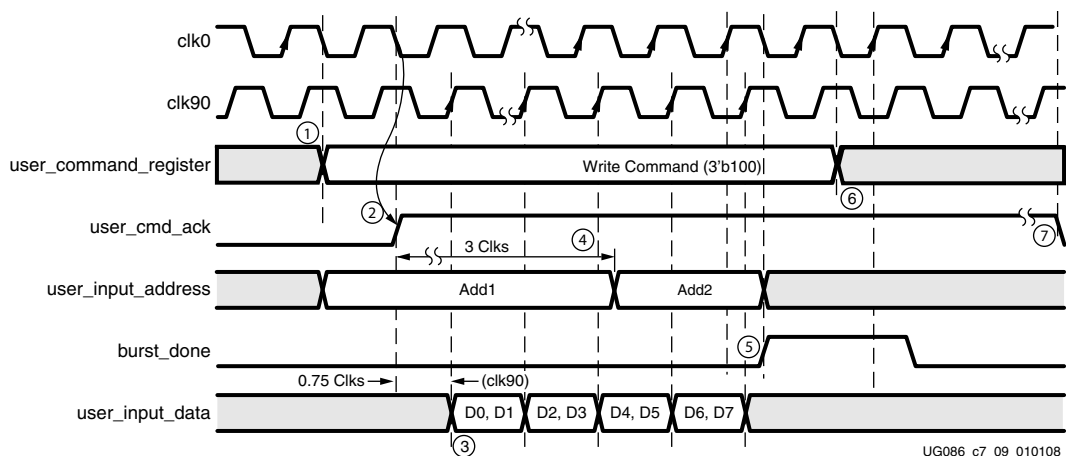 clk0
clk90
①
user_command_register
Write Command (3'b100)
⑥
②
user_cmd_ack
⑦
3 Clks
④
user_input_address
Add1
Add2
burst_done
⑤
0.75 Clks
(clk90)
user_input_data
D0, D1
D2, D3
D4, D5
D6, D7
③
UG086_c7_09_010108